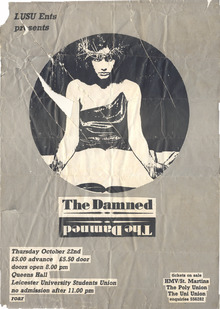 LUSU Ents
presents
The Damned
The Damned
Thursday October 22nd
£5.00 advance £5.50 door
doors open 8.00 pm
Queens Hall
Leicester University Students Union
no admission after 11.00 pm
roar
tickets on sale
HMV/St. Martins
The Poly Union
The Uni Union
enquiries 556282